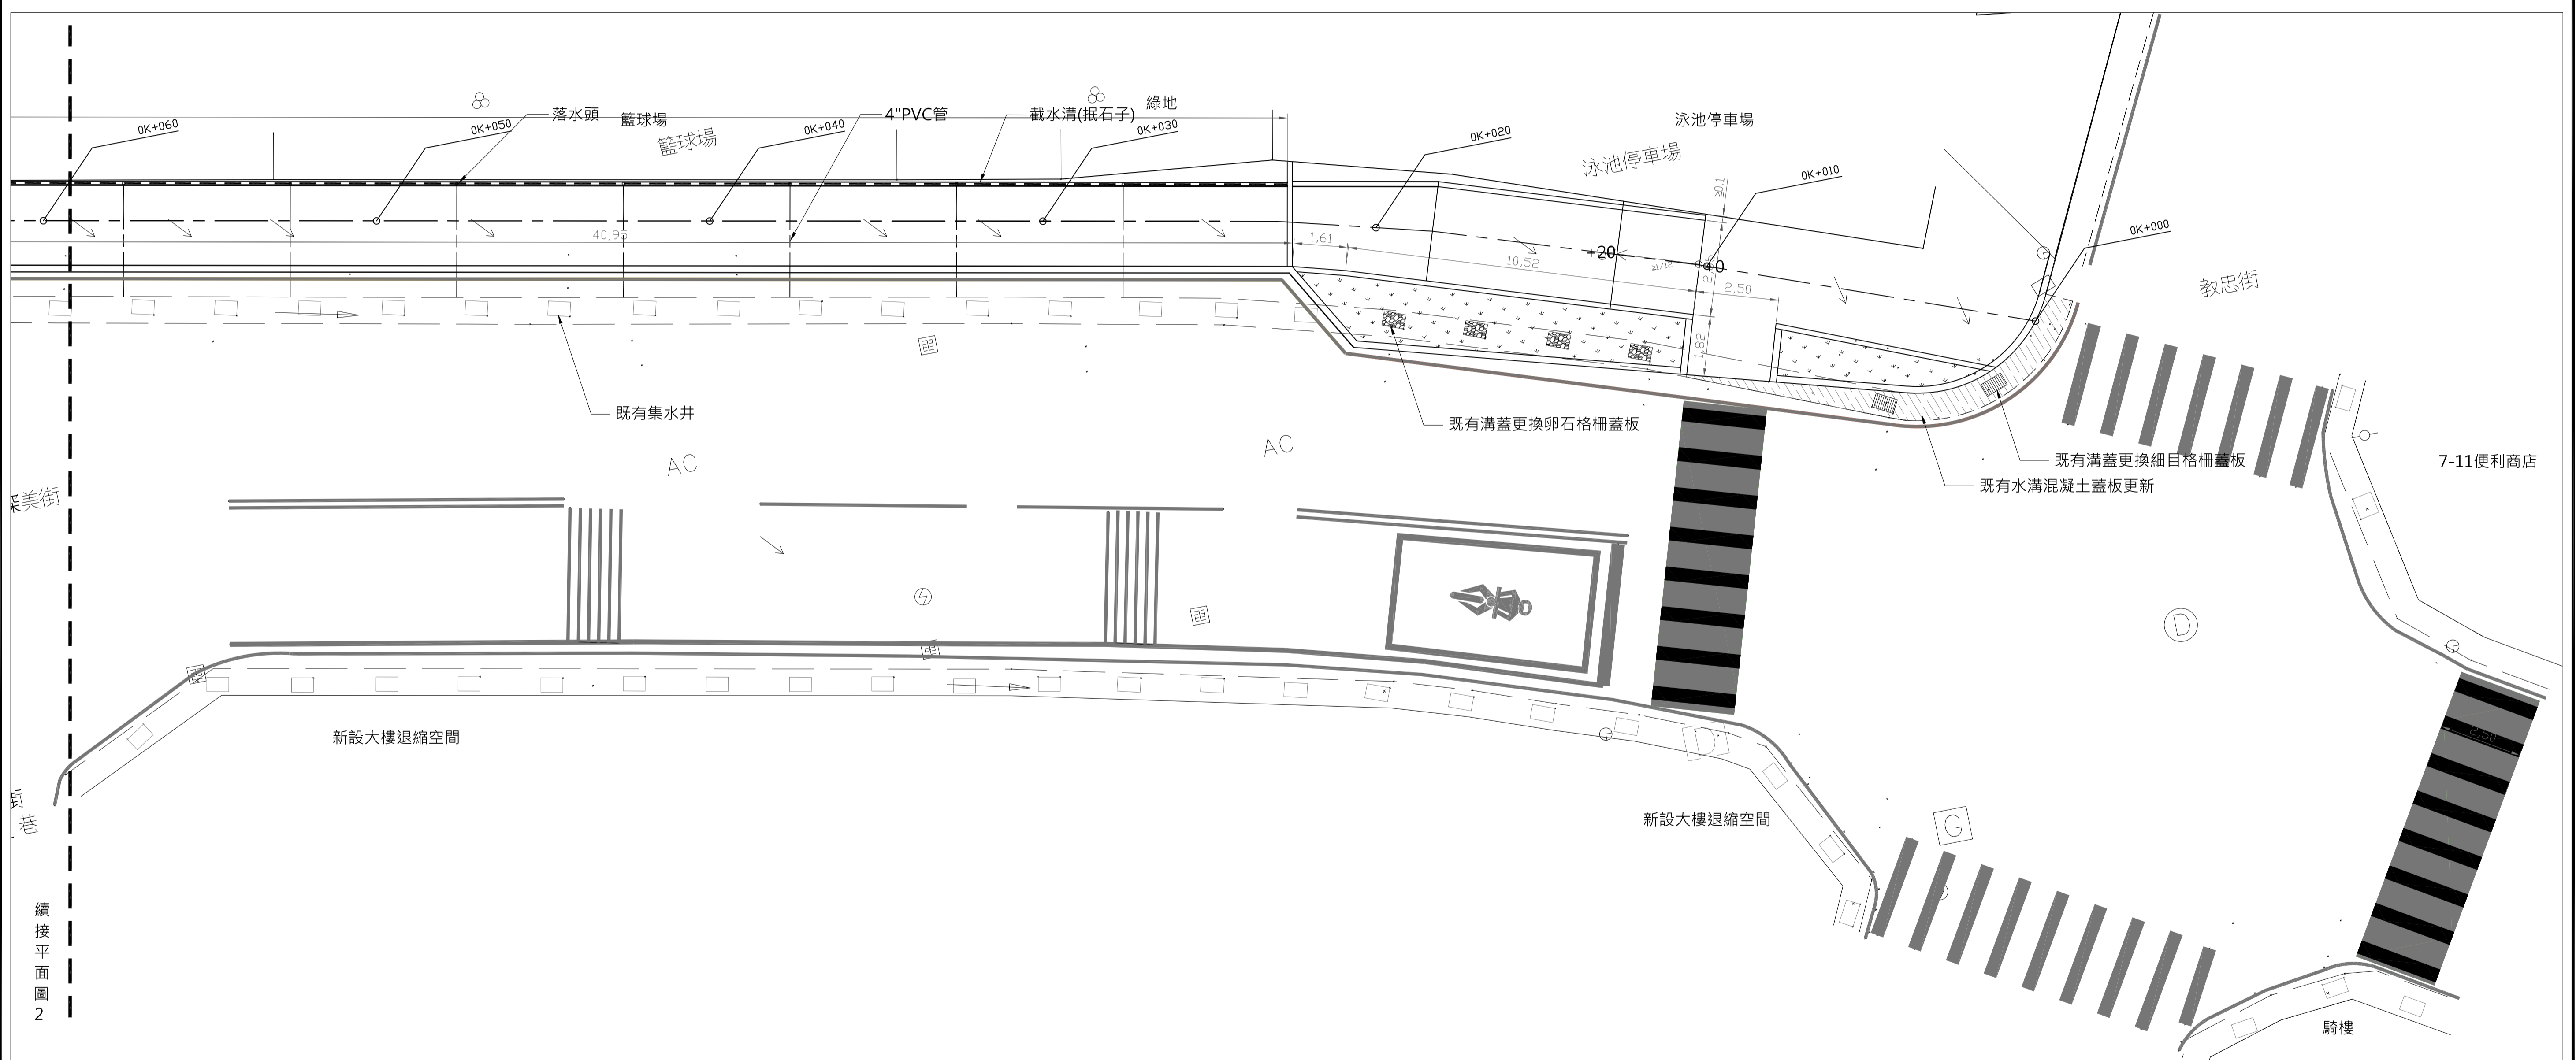 落水頭
籃球場
籃球場
4"PVC管
截水溝(抿石子)
綠地
泳池停車場
泳池停車場
0K+060
0K+050
0K+040
0K+030
0K+020
0K+010
0K+000
40,95
1,61
10,52
+20
2,50
1,82
教忠街
既有集水井
既有溝蓋更換卵石格柵蓋板
既有溝蓋更換細目格柵蓋板
既有水溝混凝土蓋板更新
7-11便利商店
AC
AC
美街
電
電
電
電
D
D
G
2,50
新設大樓退縮空間
新設大樓退縮空間
街
巷
續接平面圖2
騎樓